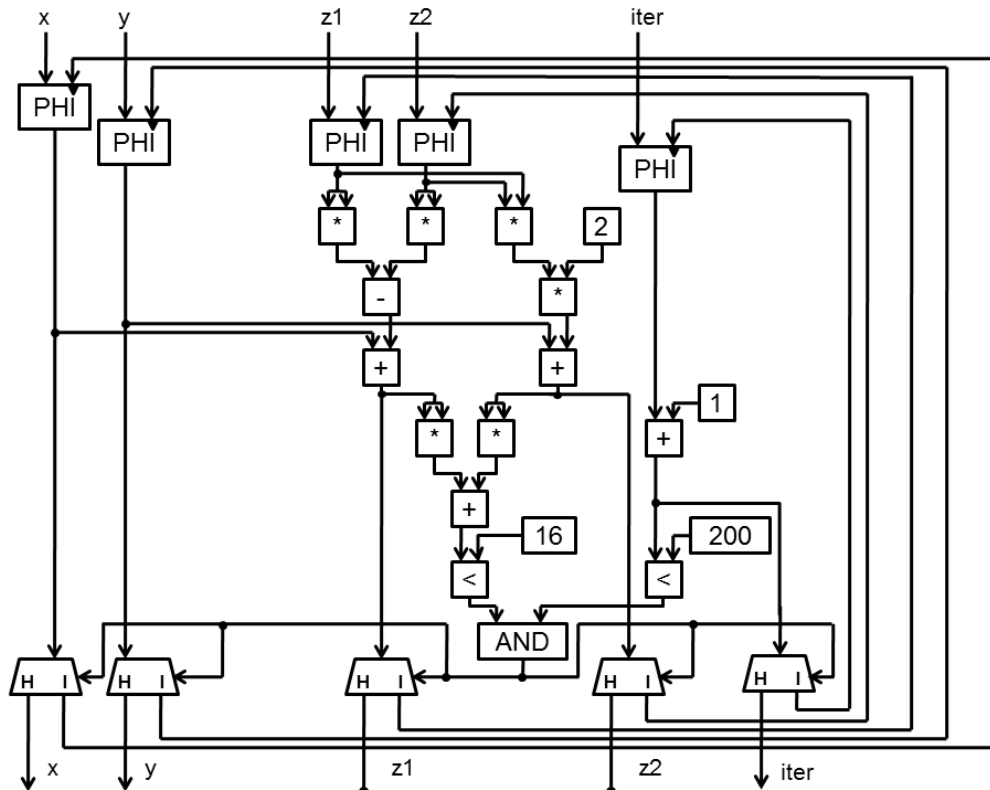 x y z1 z2 iter
PHI
PHI PHI PHI
PHI
* * * 2
- *
+ +
1
* * +
+
16 200
< <
AND
H I H I H I H I H I
x y z1 z2 iter